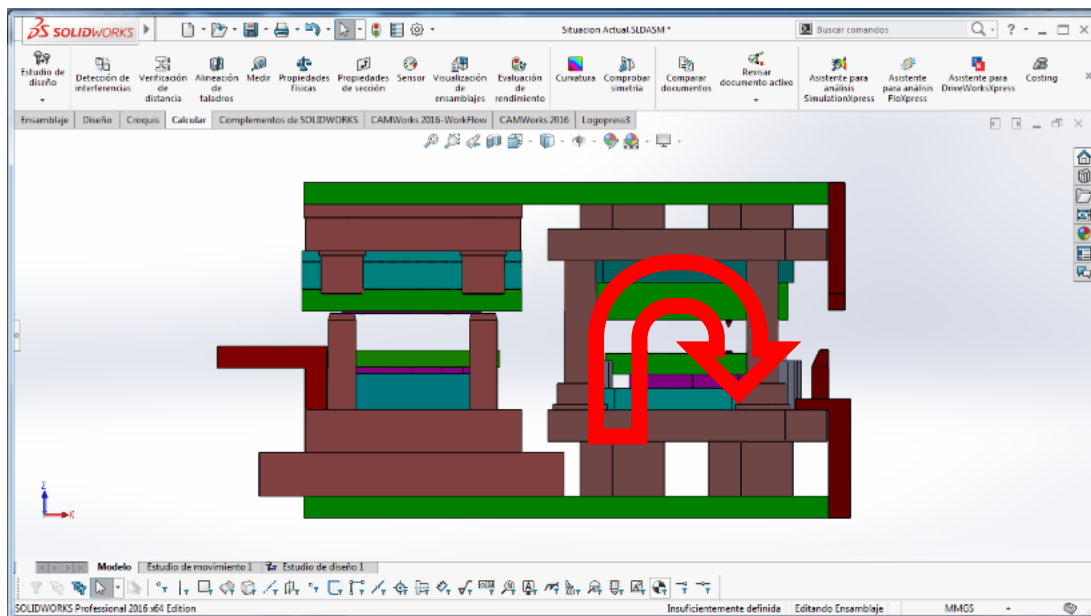 SOLIDWORKS
Situacion Actual.SLDASM *
Buscar comandos
Estudio de diseño
Detección de interferencias
Verificación de distancia
Alineación de taladros
Medir
Propiedades físicas
Propiedades de sección
Sensor
Visualización de ensamblajes
Evaluación de rendimiento
Curvatura
Comprobar simetría
Comparar documentos
Revisar documento activo
Asistente para análisis SimulationXpress
Asistente para análisis FloXpress
Asistente para DriveWorksXpress
Costing
Ensamblaje
Diseño
Croquis
Calcular
Complementos de SOLIDWORKS
CAMWorks 2016-WorkFlow
CAMWorks 2016
Logopress3
Z
X
Modelo
Estudio de movimiento 1
Estudio de diseño 1
SOLIDWORKS Professional 2016 x64 Edition
Insuficientemente definida
Editando Ensamblaje
MMGS